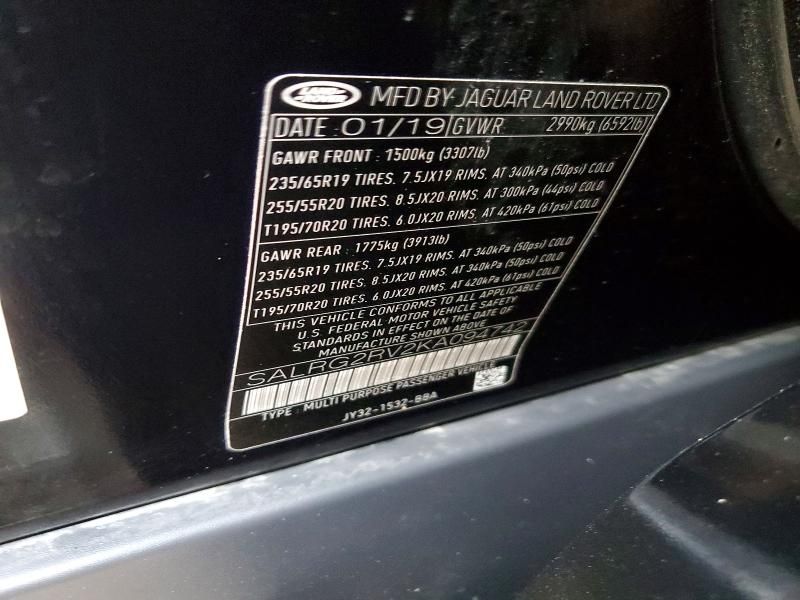 LAND ROVER MFD BY JAGUAR LAND ROVER LTD
DATE 01/19 GVWR 2990kg (6592lb)
GAWR FRONT : 1500kg (3307lb)
235/65R19 TIRES. 7.5JX19 RIMS. AT 340kPa (50psi) COLD
255/55R20 TIRES. 8.5JX20 RIMS. AT 300kPa (44psi) COLD
T195/70R20 TIRES. 6.0JX20 RIMS. AT 420kPa (61psi) COLD
GAWR REAR : 1775kg (3913lb)
235/65R19 TIRES. 7.5JX19 RIMS. AT 340kPa (50psi) COLD
255/55R20 TIRES. 8.5JX20 RIMS. AT 340kPa (50psi) COLD
T195/70R20 TIRES. 6.0JX20 RIMS. AT 420kPa (61psi) COLD
THIS VEHICLE CONFORMS TO ALL APPLICABLE
U.S. FEDERAL MOTOR VEHICLE SAFETY
STANDARDS IN EFFECT ON THE DATE OF
MANUFACTURE SHOWN ABOVE
SALRG2RV2KA094742
TYPE : MULTI PURPOSE PASSENGER VEHICLE
JY32-1532-BBA